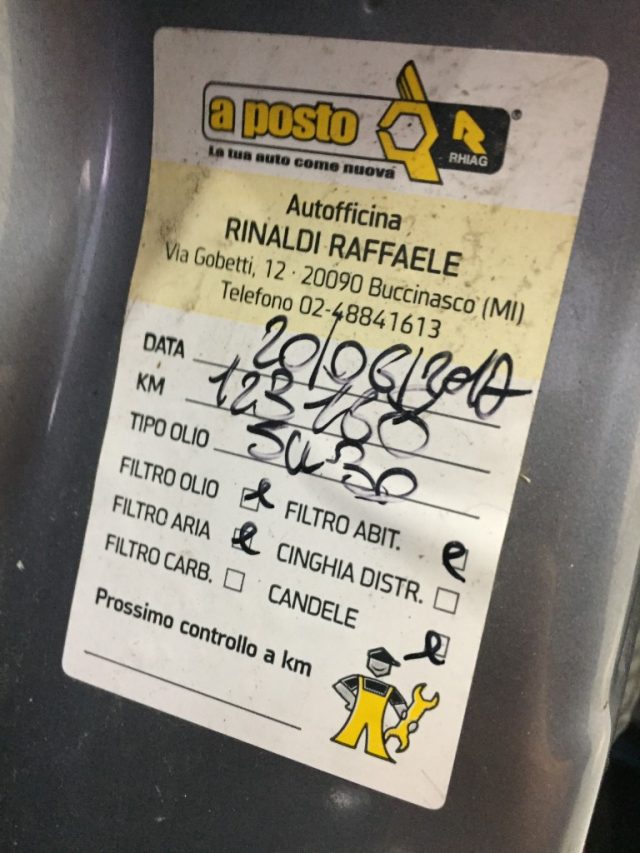 a posto RHIAG ®
La tua auto come nuova
Autofficina
RINALDI RAFFAELE
Via Gobetti, 12 · 20090 Buccinasco (MI)
Telefono 02-48841613
DATA 20/06/2017
KM 123160
TIPO OLIO 5W30
FILTRO OLIO FILTRO ABIT.
FILTRO ARIA CINGHIA DISTR.
FILTRO CARB. CANDELE
Prossimo controllo a km